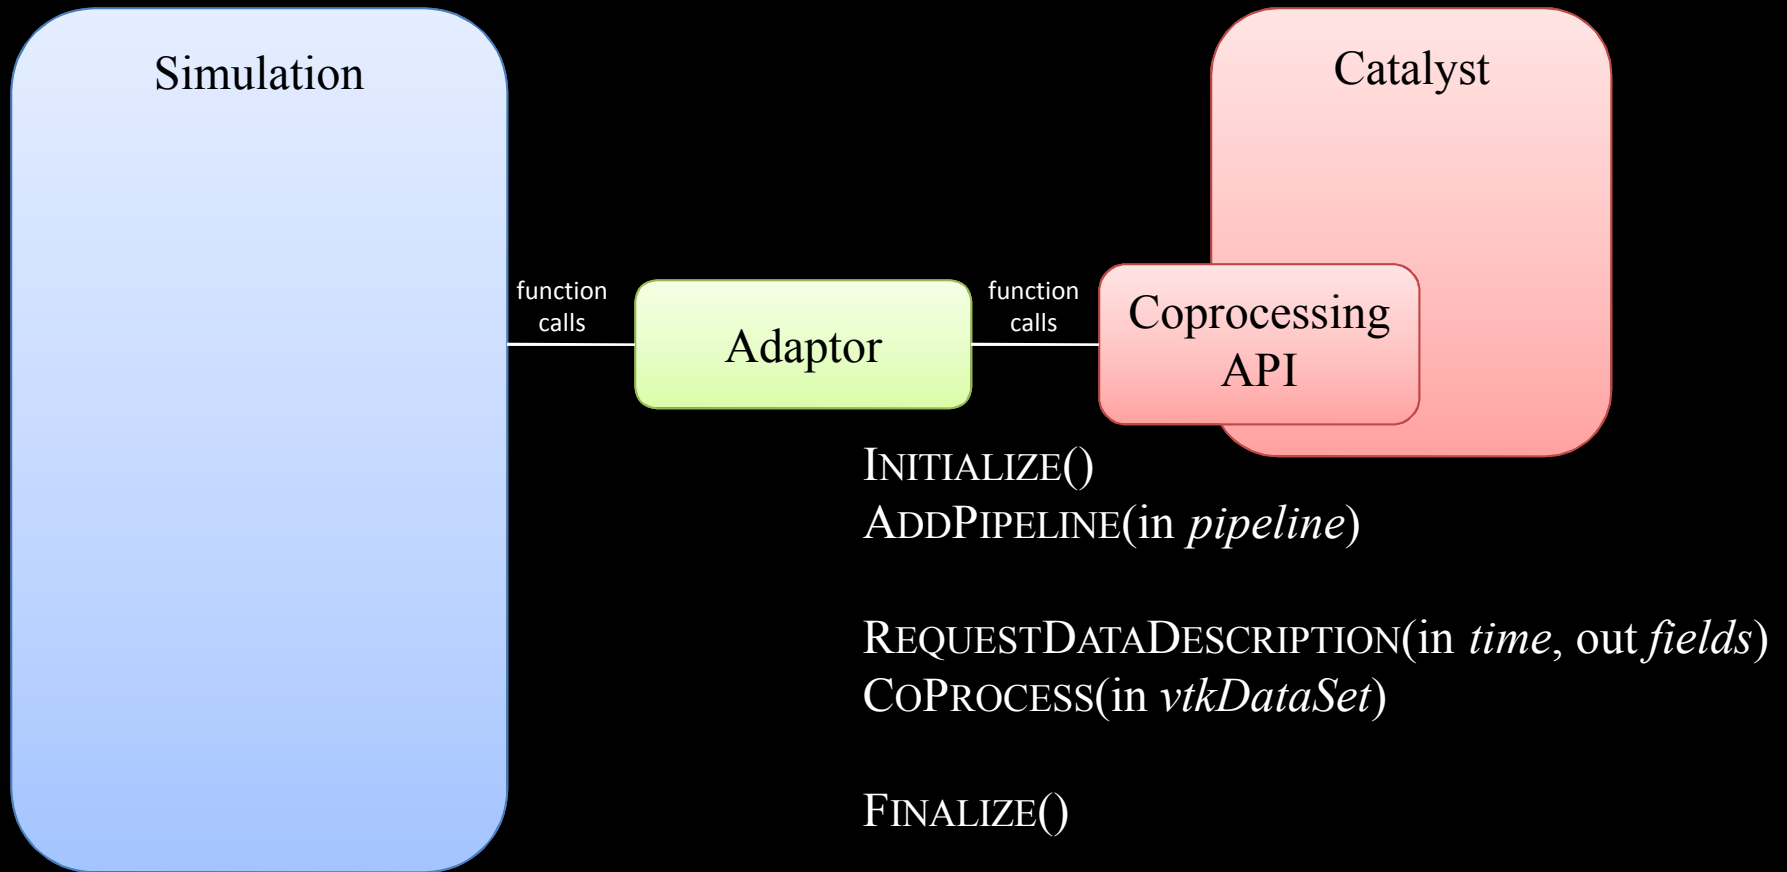 Simulation
Catalyst
function
calls
Adaptor
function
calls
Coprocessing
API
INITIALIZE()
ADDPIPELINE(in pipeline)
REQUESTDATADESCRIPTION(in time, out fields)
COPROCESS(in vtkDataSet)
FINALIZE()